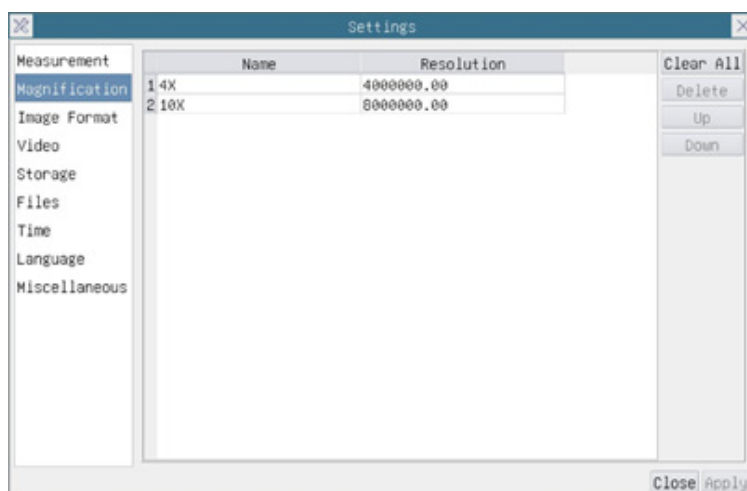 Settings
Measurement
Magnification
Image Format
Video
Storage
Files
Time
Language
Miscellaneous
Name Resolution
1 4X 4000000.00
2 10X 8000000.00
Clear All
Delete
Up
Down
Close Apply